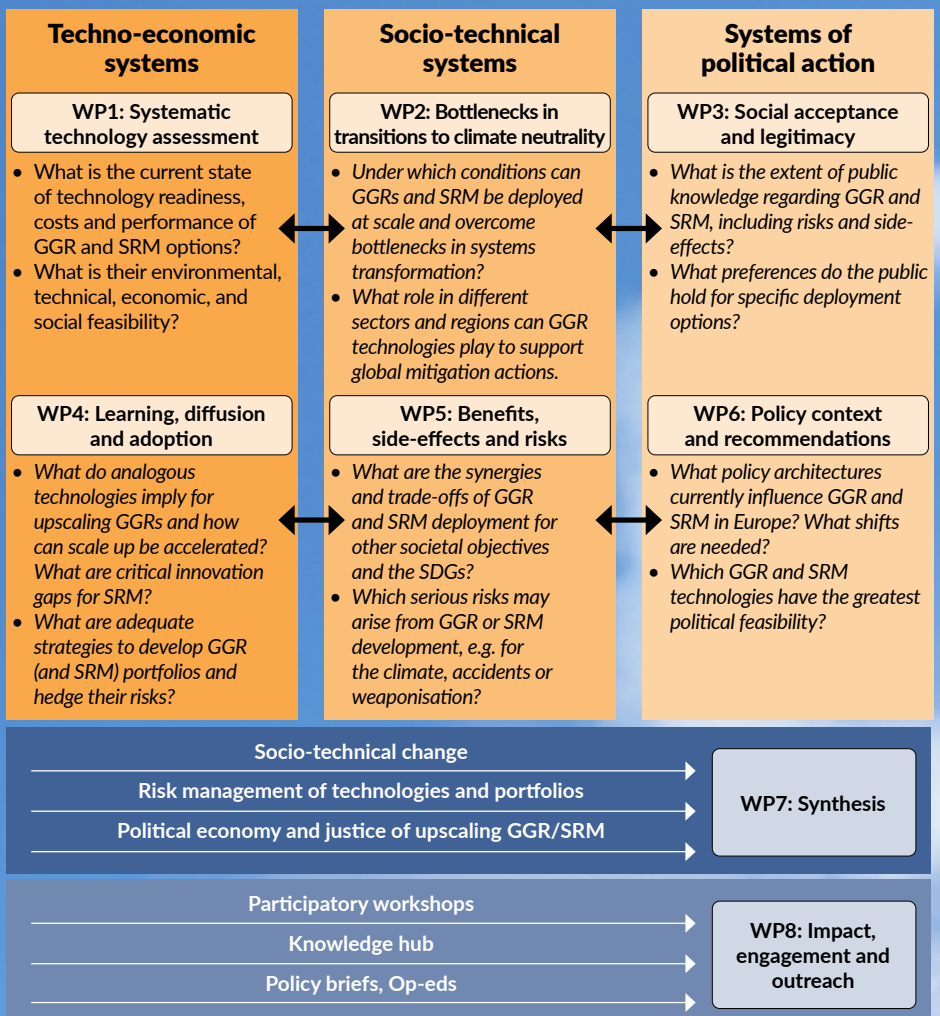 Techno-economic
systems
WP1: Systematic
technology assessment
• What is the current state
of technology readiness,
costs and performance of
GGR and SRM options?
• What is their environmental,
technical, economic, and
social feasibility?
WP4: Learning, diffusion
and adoption
• What do analogous
technologies imply for
upscaling GGRs and how
can scale up be accelerated?
What are critical innovation
gaps for SRM?
• What are adequate
strategies to develop GGR
(and SRM) portfolios and
hedge their risks?
Socio-technical
systems
WP2: Bottlenecks in
transitions to climate neutrality
• Under which conditions can
GGRs and SRM be deployed
at scale and overcome
bottlenecks in systems
transformation?
• What role in different
sectors and regions can GGR
technologies play to support
global mitigation actions.
WP5: Benefits,
side-effects and risks
• What are the synergies
and trade-offs of GGR
and SRM deployment for
other societal objectives
and the SDGs?
• Which serious risks may
arise from GGR or SRM
development, e.g. for
the climate, accidents or
weaponisation?
Systems of
political action
WP3: Social acceptance
and legitimacy
• What is the extent of public
knowledge regarding GGR and
SRM, including risks and side-
effects?
• What preferences do the public
hold for specific deployment
options?
WP6: Policy context
and recommendations
• What policy architectures
currently influence GGR and
SRM in Europe? What shifts
are needed?
• Which GGR and SRM
technologies have the greatest
political feasibility?
Socio-technical change
Risk management of technologies and portfolios
Political economy and justice of upscaling GGR/SRM
WP7: Synthesis
Participatory workshops
Knowledge hub
Policy briefs, Op-eds
WP8: Impact,
engagement and
outreach